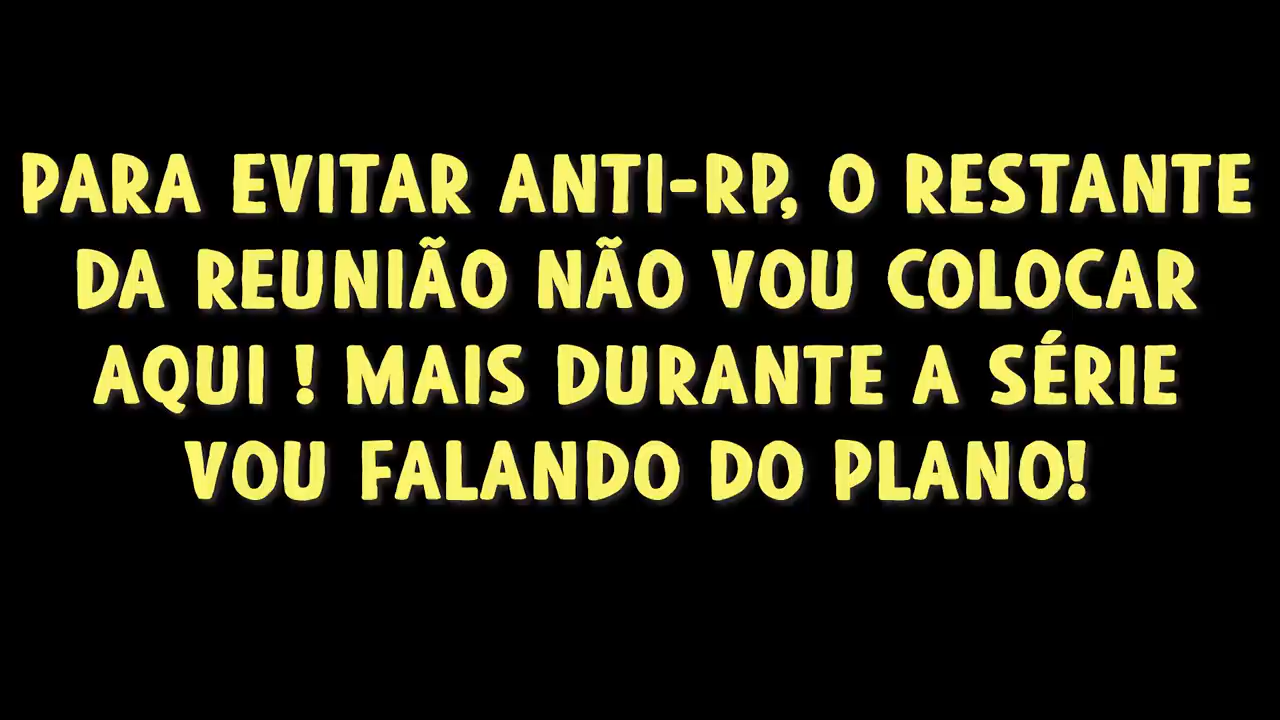 PARA EVITAR ANTI-RP, O RESTANTE
DA REUNIÃO NÃO VOU COLOCAR
AQUI ! MAIS DURANTE A SÉRIE
VOU FALANDO DO PLANO!